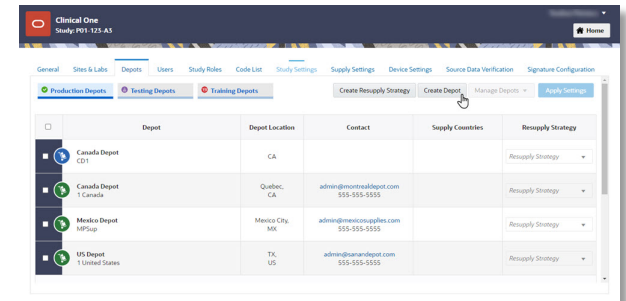 Clinical One
Study: P01-123-A3
Home
General Sites & Labs Depots Users Study Roles Code List Study Settings Supply Settings Device Settings Source Data Verification Signature Configuration
Production Depots Testing Depots Training Depots Create Resupply Strategy Create Depot Manage Depots Apply Settings
Depot Depot Location Contact Supply Countries Resupply Strategy
Canada Depot
CD1
CA
Resupply Strategy
Canada Depot
1 Canada
Quebec,
CA
admin@montrealdepot.com
555-555-5555
Resupply Strategy
Mexico Depot
MPSup
Mexico City,
MX
admin@mexicosupplies.com
555-555-5555
Resupply Strategy
US Depot
1 United States
TX,
US
admin@sanandepot.com
555-555-5555
Resupply Strategy